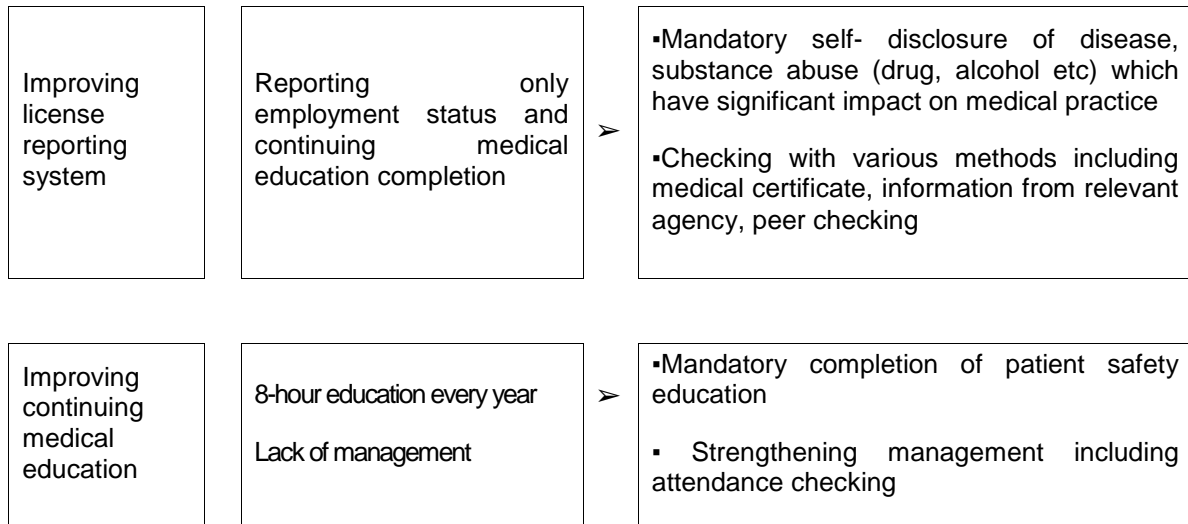 Improving
license
reporting
system
Reporting only
employment status and
continuing medical
education completion
➢
▪Mandatory self- disclosure of disease,
substance abuse (drug, alcohol etc) which
have significant impact on medical practice
▪Checking with various methods including
medical certificate, information from relevant
agency, peer checking
Improving
continuing
medical
education
8-hour education every year
Lack of management
➢
▪Mandatory completion of patient safety
education
▪ Strengthening management including
attendance checking